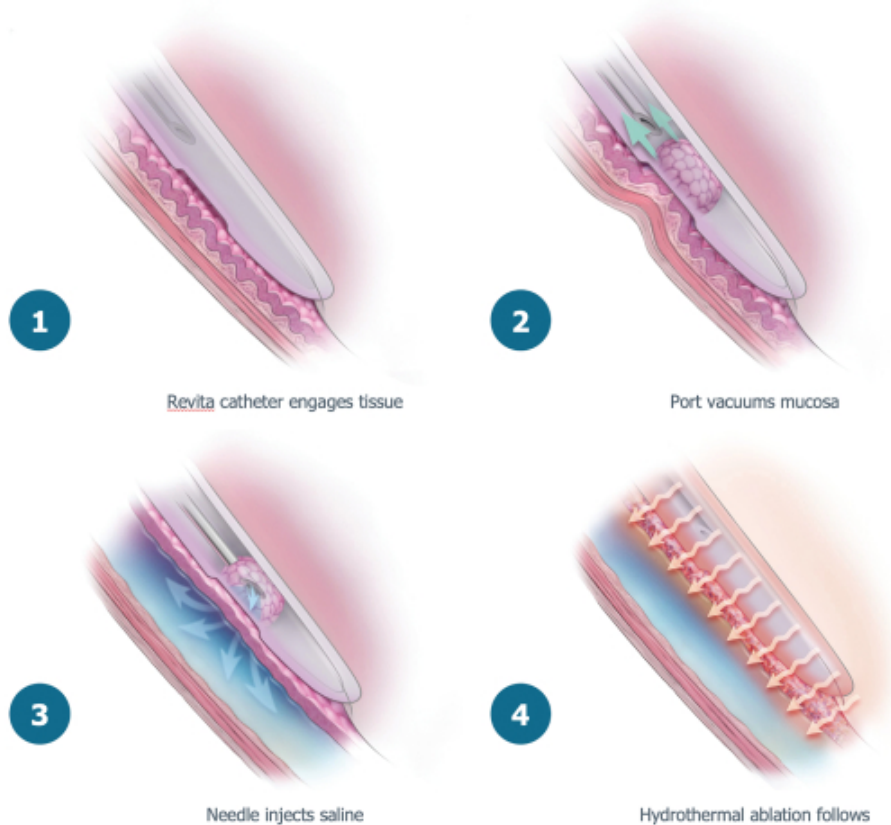 1
2
Revita catheter engages tissue
Port vacuums mucosa
3
4
Needle injects saline
Hydrothermal ablation follows